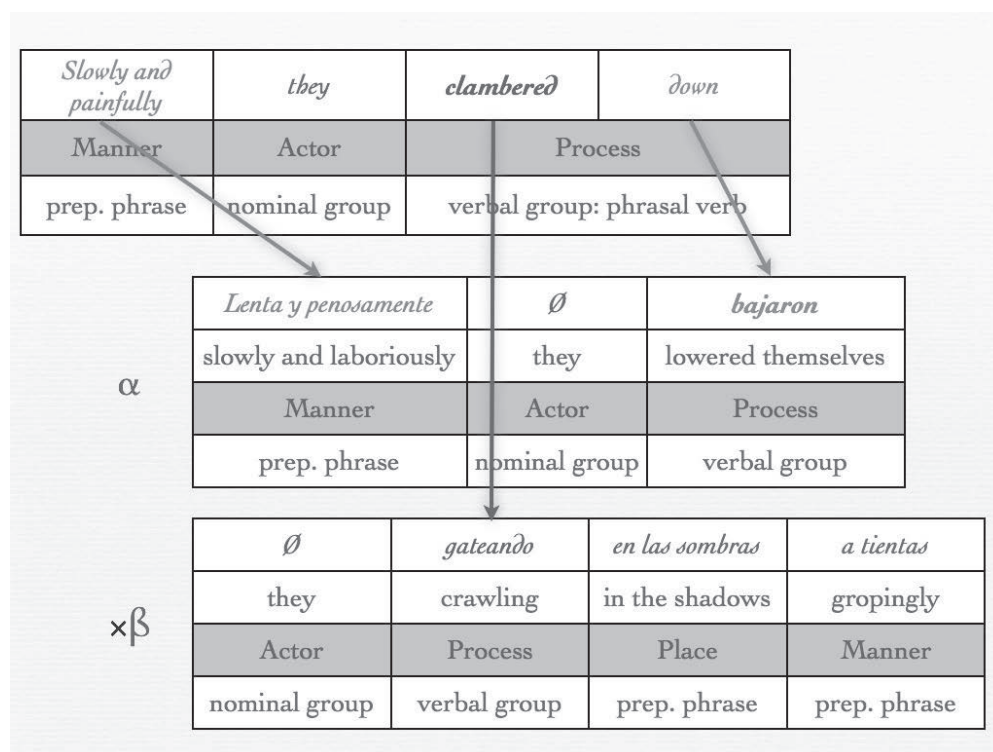 Slowly and painfully they clambered down
Manner Actor Process
prep. phrase nominal group verbal group: phrasal verb
Lenta y penosamente Ø bajaron
slowly and laboriously they lowered themselves
α
Manner Actor Process
prep. phrase nominal group verbal group
Ø gateando en las sombras a tientas
they crawling in the shadows gropingly
×β
Actor Process Place Manner
nominal group verbal group prep. phrase prep. phrase